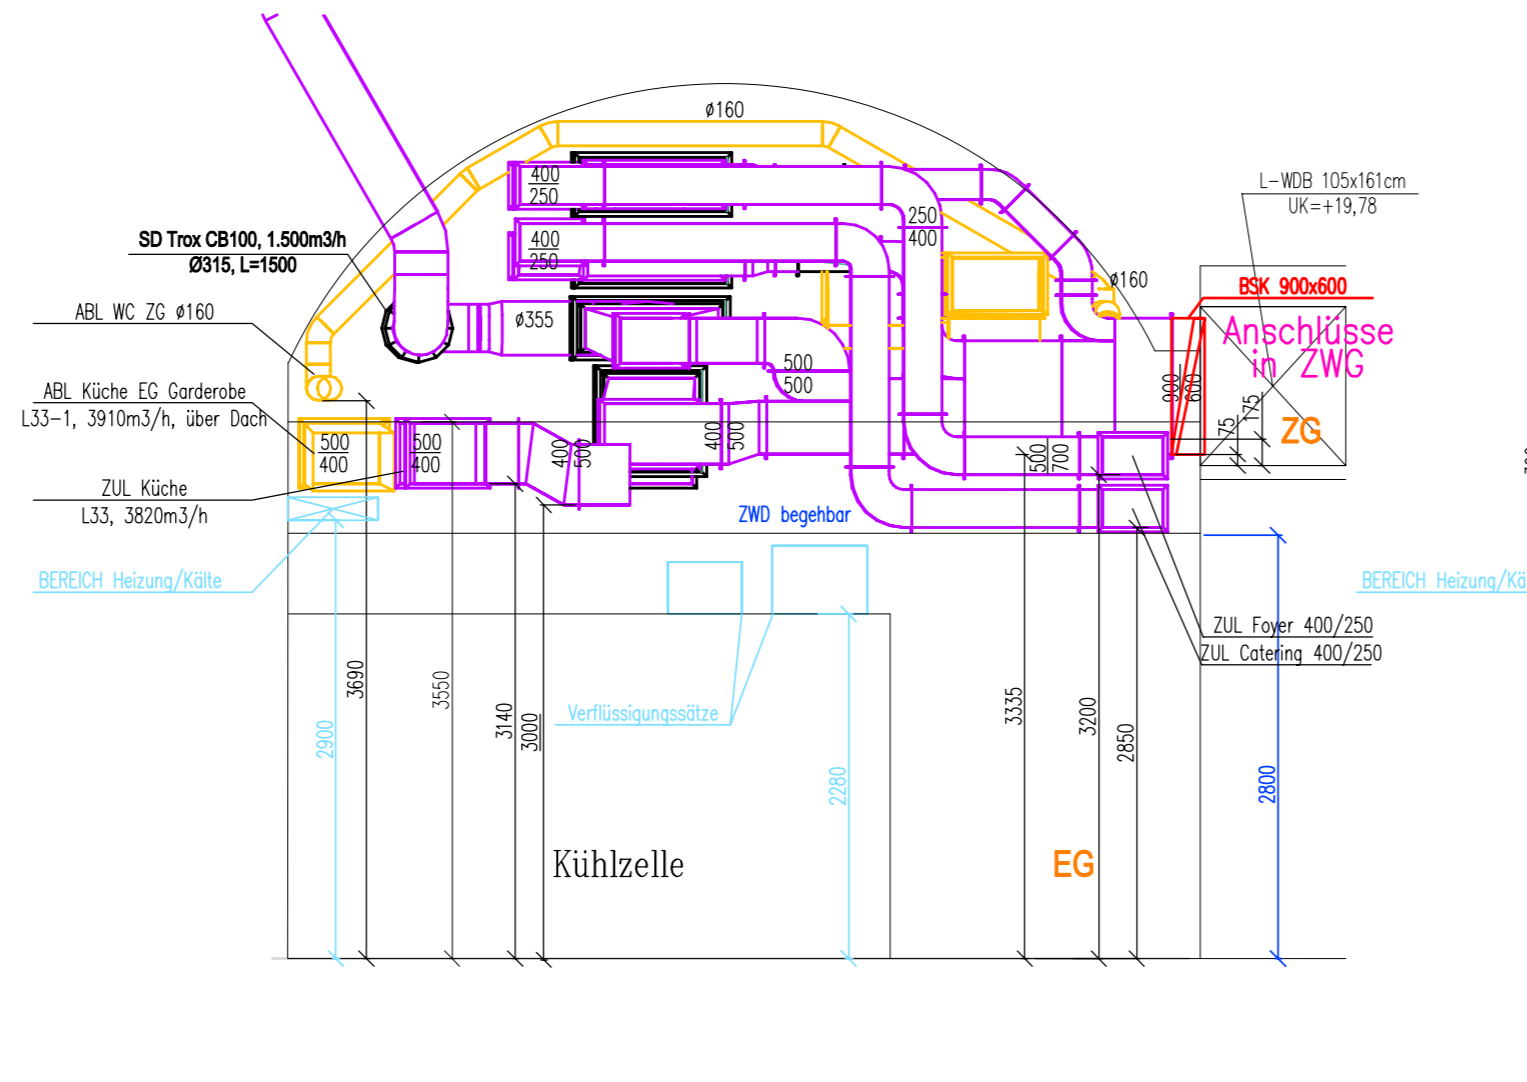 ø160
L-WDB 105x161cm
UK=+19,78
400
250
250
400
SD Trox CB100, 1.500m3/h
Ø315, L=1500
400
250
ø160
BSK 900x600
ABL WC ZG ø160
ø355
Anschlüsse
in ZWG
500
500
900
600
ABL Küche EG Garderobe
L33-1, 3910m3/h, über Dach
500
400
500
400
400
500
400
500
500
700
75
175
ZG
ZUL Küche
L33, 3820m3/h
ZWD begehbar
BEREICH Heizung/Kälte
BEREICH Heizung/Kä
ZUL Foyer 400/250
ZUL Catering 400/250
3690
3550
3140
3000
2900
Verflüssigungssätze
2280
3335
3200
2850
2800
Kühlzelle
EG